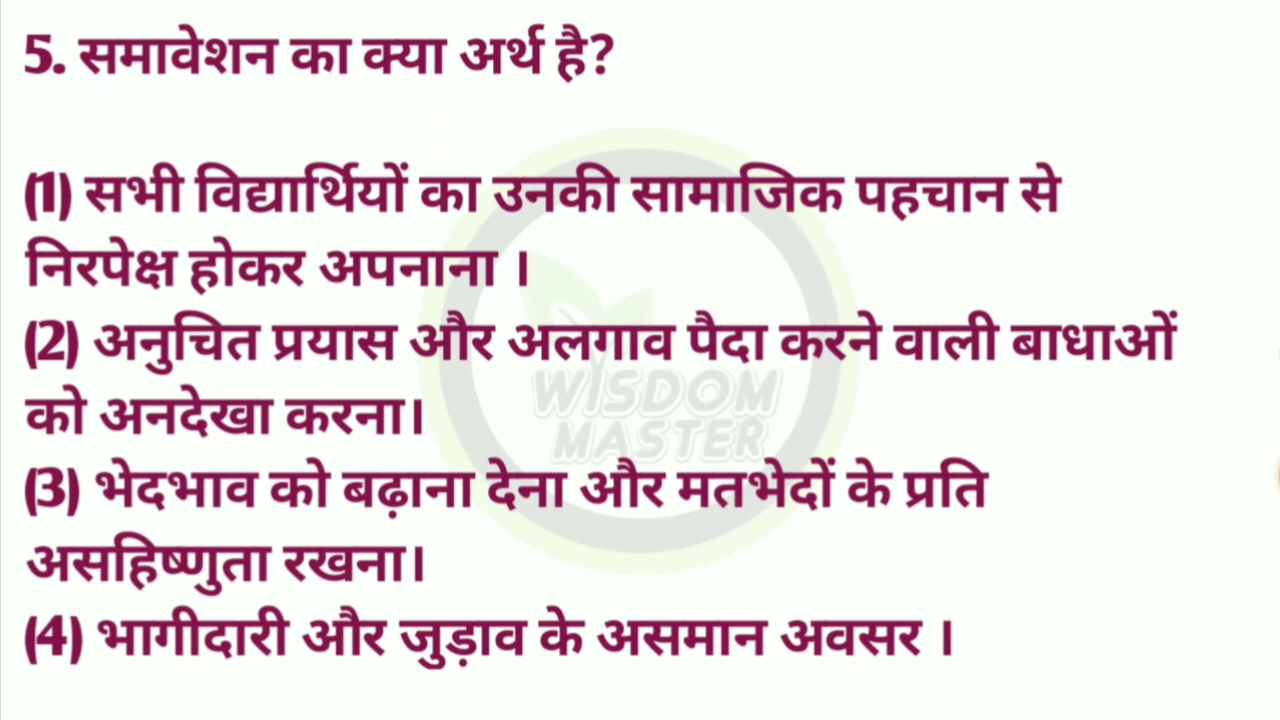 5. समावेशन का क्या अर्थ है?
(1) सभी विद्यार्थियों का उनकी सामाजिक पहचान से
निरपेक्ष होकर अपनाना ।
(2) अनुचित प्रयास और अलगाव पैदा करने वाली बाधाओं
को अनदेखा करना।
WISDOM
MASTER
(3) भेदभाव को बढ़ाना देना और मतभेदों के प्रति
असहिष्णुता रखना।
(4) भागीदारी और जुड़ाव के असमान अवसर ।